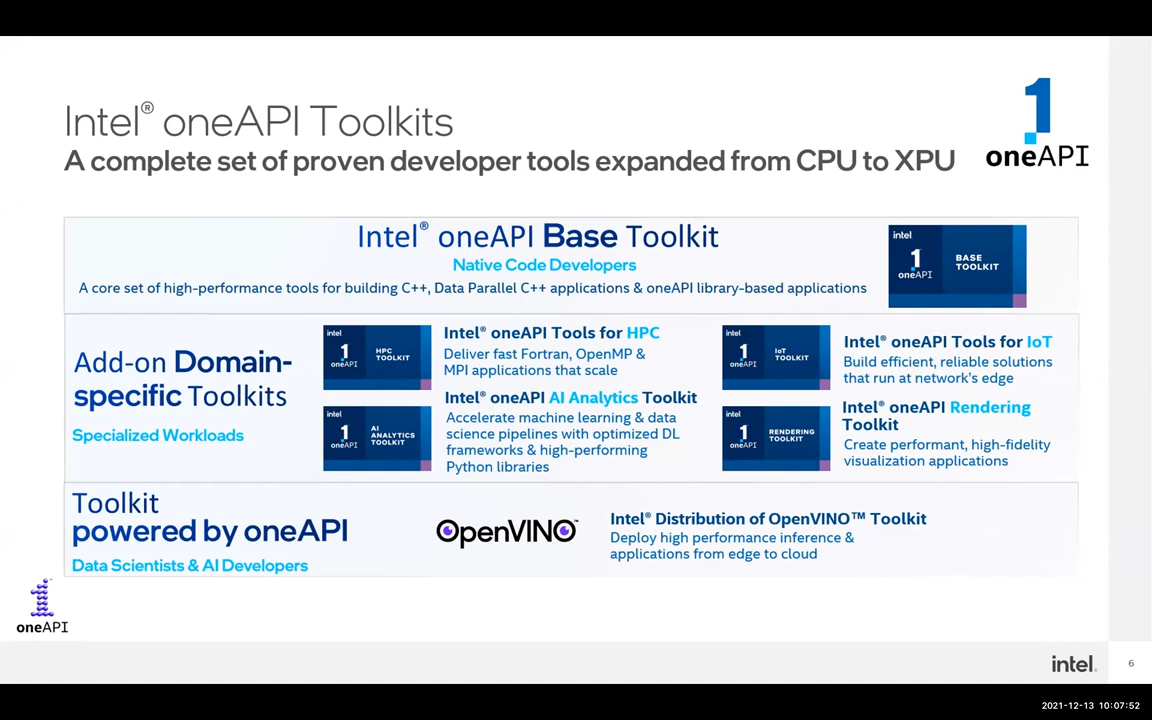 Intel® oneAPI Toolkits
A complete set of proven developer tools expanded from CPU to XPU
1
oneAPI
Intel® oneAPI Base Toolkit
Native Code Developers
A core set of high-performance tools for building C++, Data Parallel C++ applications & oneAPI library-based applications
intel
1
oneAPI
BASE
TOOLKIT
Add-on Domain-
specific Toolkits
Specialized Workloads
intel
1
oneAPI
HPC
TOOLKIT
Intel® oneAPI Tools for HPC
Deliver fast Fortran, OpenMP &
MPI applications that scale
intel
1
oneAPI
AI
ANALYTICS
TOOLKIT
Intel® oneAPI AI Analytics Toolkit
Accelerate machine learning & data
science pipelines with optimized DL
frameworks & high-performing
Python libraries
intel
1
oneAPI
IoT
TOOLKIT
Intel® oneAPI Tools for IoT
Build efficient, reliable solutions
that run at network's edge
intel
1
oneAPI
RENDERING
TOOLKIT
Intel® oneAPI Rendering
Toolkit
Create performant, high-fidelity
visualization applications
Toolkit
powered by oneAPI
Data Scientists & AI Developers
OpenVINO™
Intel® Distribution of OpenVINO™ Toolkit
Deploy high performance inference &
applications from edge to cloud
1
oneAPI
intel.
6
2021-12-13 10:07:52